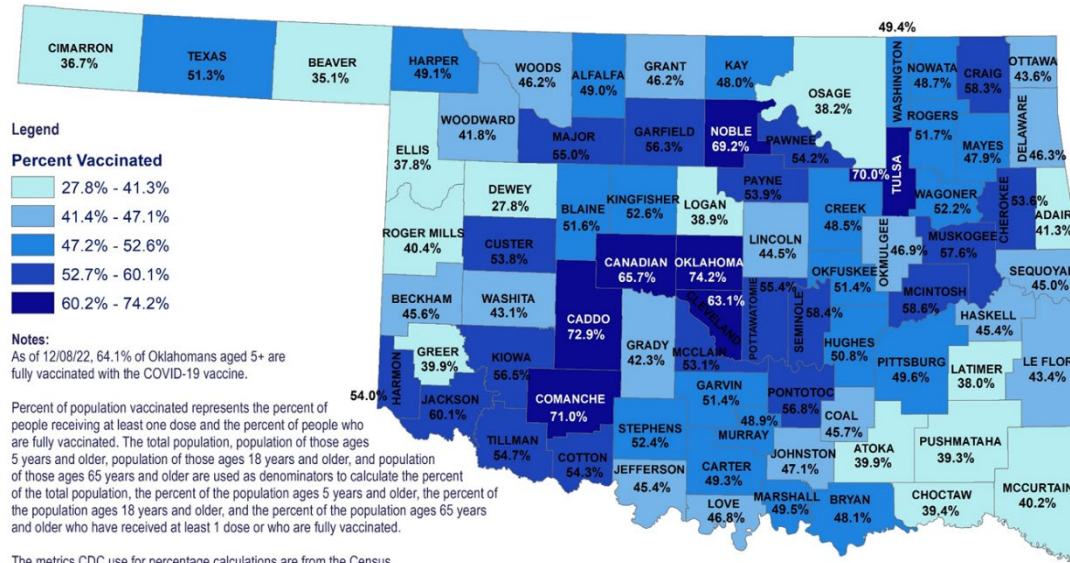 49.4%
CIMARRON
36.7%
TEXAS
51.3%
BEAVER
35.1%
HARPER
49.1%
WOODS
46.2%
ALFALFA
49.0%
GRANT
46.2%
KAY
48.0%
OSAGE
38.2%
WASHINGTON
NOWATA
48.7%
CRAIG
58.3%
OTTAWA
43.6%
ROGERS
51.7%
DELAWARE
46.3%
MAYES
47.9%
WOODWARD
41.8%
MAJOR
55.0%
GARFIELD
56.3%
NOBLE
69.2%
PAWNEE
54.2%
TULSA
70.0%
ELLIS
37.8%
DEWEY
27.8%
BLAINE
51.6%
KINGFISHER
52.6%
LOGAN
38.9%
PAYNE
53.9%
CREEK
48.5%
WAGONER
52.2%
CHEROKEE
53.6%
ADAIR
41.3%
ROGER MILLS
40.4%
CUSTER
53.8%
CANADIAN
65.7%
OKLAHOMA
74.2%
LINCOLN
44.5%
OKMULGEE
46.9%
MUSKOGEE
57.6%
OKFUSKEE
51.4%
SEQUOYAH
45.0%
MCINTOSH
58.6%
BECKHAM
45.6%
WASHITA
43.1%
CADDO
72.9%
GRADY
42.3%
CLEVELAND
63.1%
POTTAWATOMIE
55.4%
SEMINOLE
58.4%
HUGHES
50.8%
HASKELL
45.4%
PITTSBURG
49.6%
LATIMER
38.0%
LE FLOR
43.4%
GREER
39.9%
KIOWA
56.5%
MCCLAIN
53.1%
HARMON
54.0%
JACKSON
60.1%
COMANCHE
71.0%
GARVIN
51.4%
PONTOTOC
56.8%
COAL
45.7%
TILLMAN
54.7%
COTTON
54.3%
STEPHENS
52.4%
48.9%
MURRAY
JOHNSTON
47.1%
ATOKA
39.9%
PUSHMATAHA
39.3%
MCCURTAIN
40.2%
JEFFERSON
45.4%
CARTER
49.3%
LOVE
46.8%
MARSHALL
49.5%
BRYAN
48.1%
CHOCTAW
39.4%
Legend
Percent Vaccinated
27.8% - 41.3%
41.4% - 47.1%
47.2% - 52.6%
52.7% - 60.1%
60.2% - 74.2%
Notes:
As of 12/08/22, 64.1% of Oklahomans aged 5+ are
fully vaccinated with the COVID-19 vaccine.
Percent of population vaccinated represents the percent of
people receiving at least one dose and the percent of people who
are fully vaccinated. The total population, population of those ages
5 years and older, population of those ages 18 years and older, and population
of those ages 65 years and older are used as denominators to calculate the percent
of the total population, the percent of the population ages 5 years and older, the percent of
the population ages 18 years and older, and the percent of the population ages 65 years
and older who have received at least 1 dose or who are fully vaccinated.
The metrics CDC use for percentage calculations are from the Census